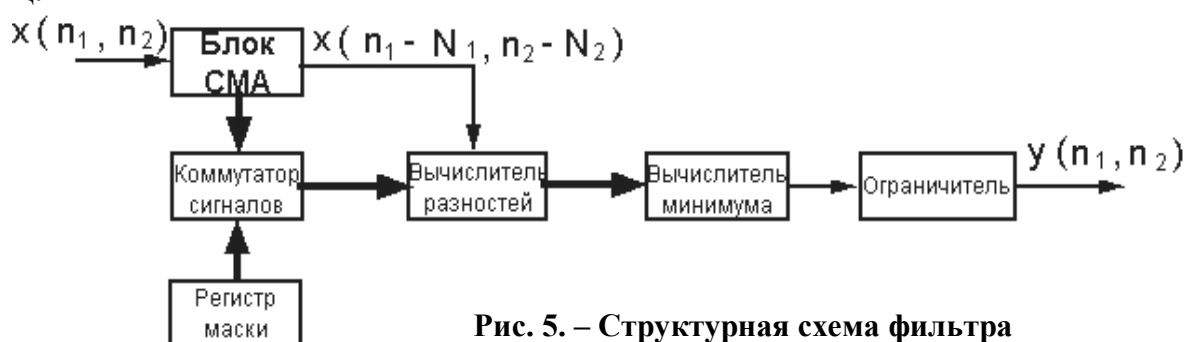 x(n₁, n₂)
Блок
СМА
x( n₁- N₁, n₂- N₂)
Коммутатор
сигналов
Вычислитель
разностей
Вычислитель
минимума
Ограничитель
y(n₁,n₂)
Регистр
маски
Рис. 5. – Структурная схема фильтра